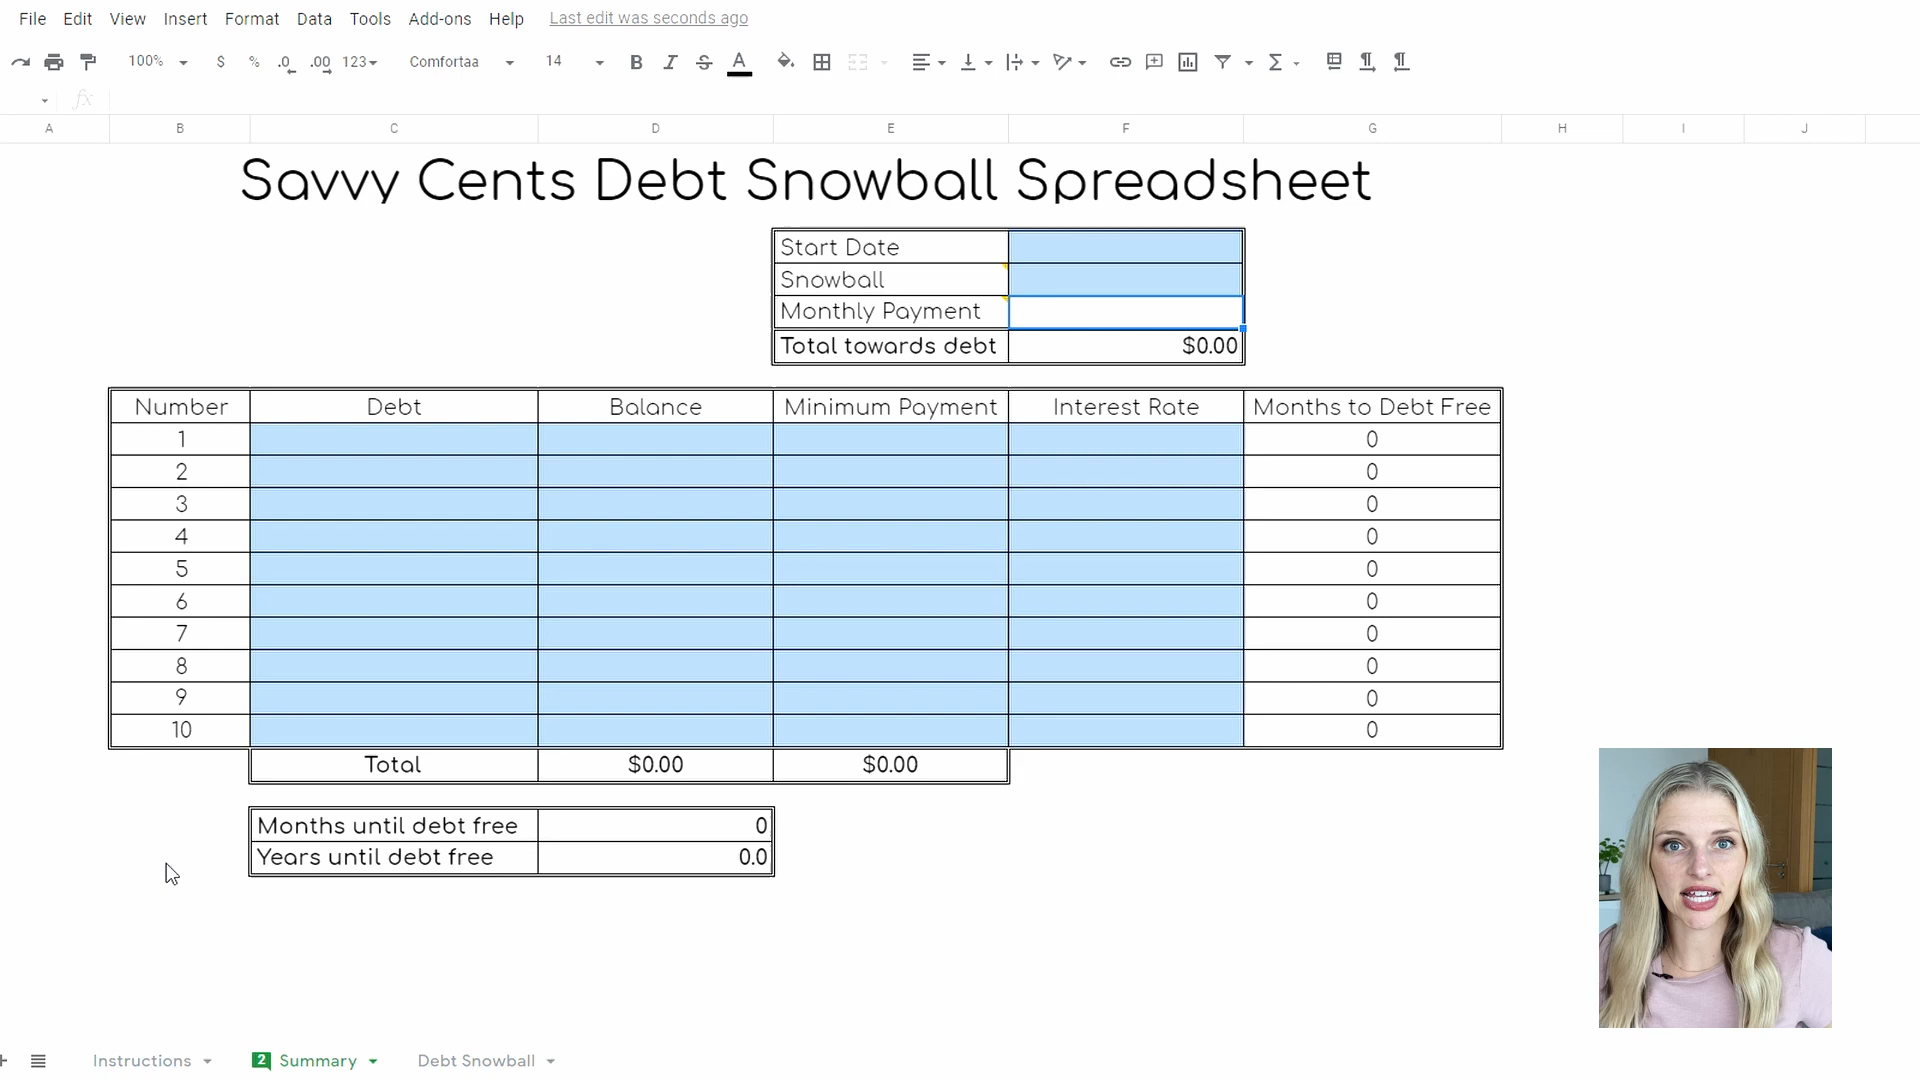 File Edit View Insert Format Data Tools Add-ons Help Last edit was seconds ago
100% $ % .0 .00 123 Comfortaa 14 B I S A
fx
A B C D E F G H I J
Savvy Cents Debt Snowball Spreadsheet
Start Date
Snowball
Monthly Payment
Total towards debt $0.00
Number Debt Balance Minimum Payment Interest Rate Months to Debt Free
1 0
2 0
3 0
4 0
5 0
6 0
7 0
8 0
9 0
10 0
Total $0.00 $0.00
Months until debt free 0
Years until debt free 0.0
Instructions 2 Summary Debt Snowball